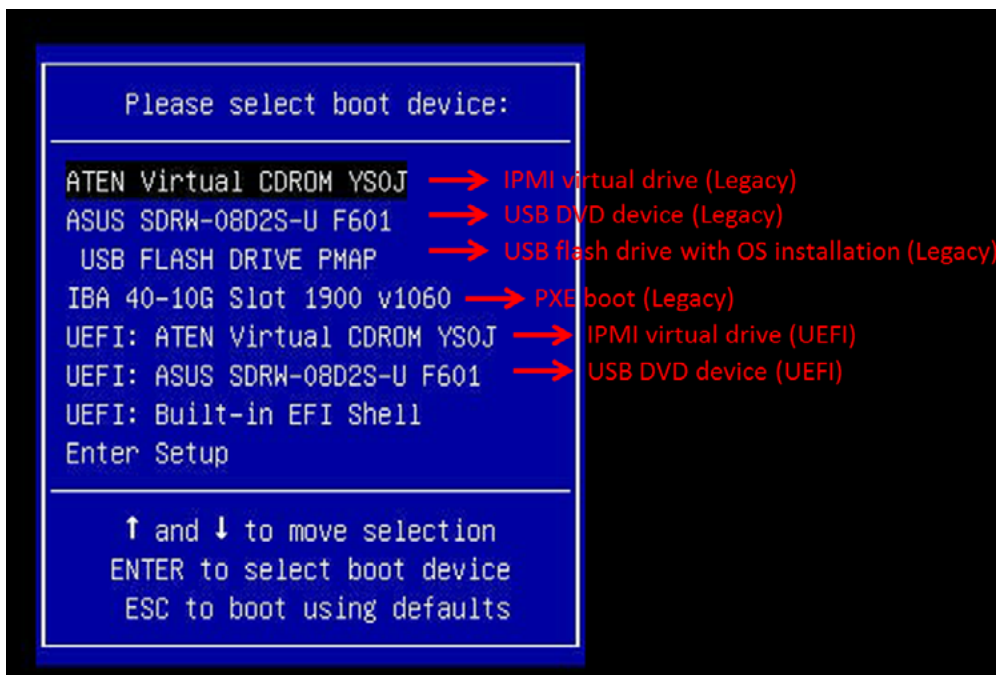 Please select boot device:
ATEN Virtual CDROM YS0J → IPMI virtual drive (Legacy)
ASUS SDRW-08D2S-U F601 → USB DVD device (Legacy)
USB FLASH DRIVE PMAP → USB flash drive with OS installation (Legacy)
IBA 40-10G Slot 1900 v1060 → PXE boot (Legacy)
UEFI: ATEN Virtual CDROM YS0J → IPMI virtual drive (UEFI)
UEFI: ASUS SDRW-08D2S-U F601 → USB DVD device (UEFI)
UEFI: Built-in EFI Shell
Enter Setup
↑ and ↓ to move selection
ENTER to select boot device
ESC to boot using defaults